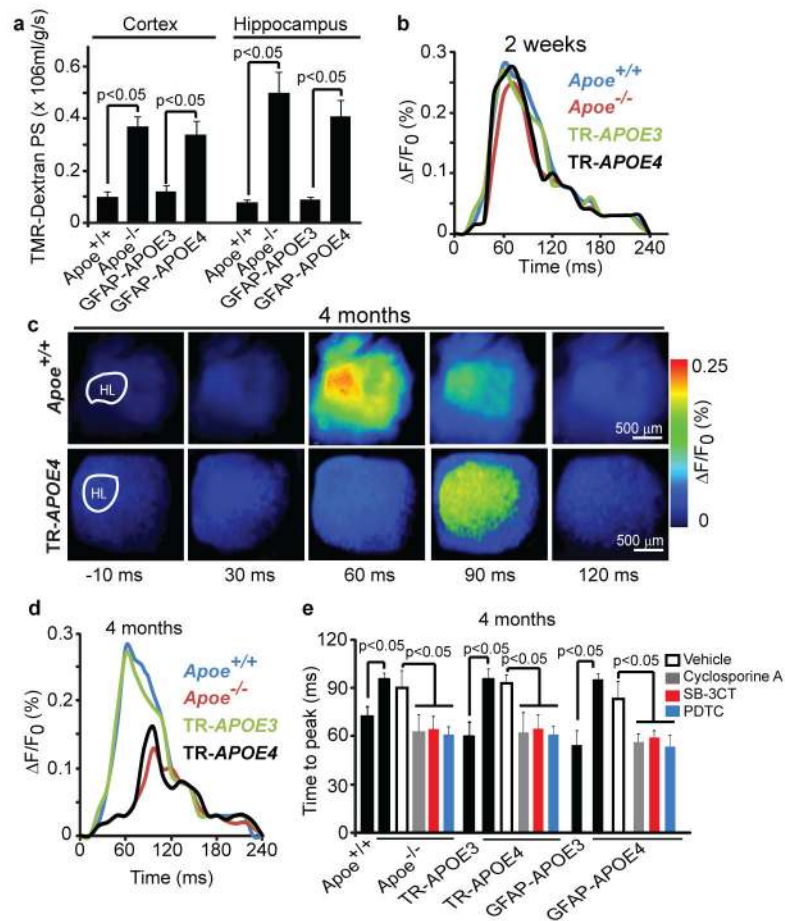 a
Cortex
Hippocampus
TMR-Dextran PS (x 106ml/g/s)
0.6
0.4
0.2
0
p<0.05
p<0.05
p<0.05
p<0.05
Apoe+/+
Apoe-/-
GFAP-APOE3
GFAP-APOE4
Apoe+/+
Apoe-/-
GFAP-APOE3
GFAP-APOE4
b
2 weeks
ΔF/F0 (%)
0.3
0.2
0.1
0
0
60
120
180
240
Time (ms)
Apoe+/+
Apoe-/-
TR-APOE3
TR-APOE4
c
4 months
Apoe+/+
HL
500 μm
TR-APOE4
HL
500 μm
-10 ms
30 ms
60 ms
90 ms
120 ms
0.25
ΔF/F0 (%)
0
d
4 months
ΔF/F0 (%)
0.3
0.2
0.1
0
0
60
120
180
240
Time (ms)
Apoe+/+
Apoe-/-
TR-APOE3
TR-APOE4
e
4 months
Time to peak (ms)
120
90
60
30
0
p<0.05
p<0.05
p<0.05
p<0.05
p<0.05
p<0.05
Vehicle
Cyclosporine A
SB-3CT
PDTC
Apoe+/+
Apoe-/-
TR-APOE3
TR-APOE4
GFAP-APOE3
GFAP-APOE4